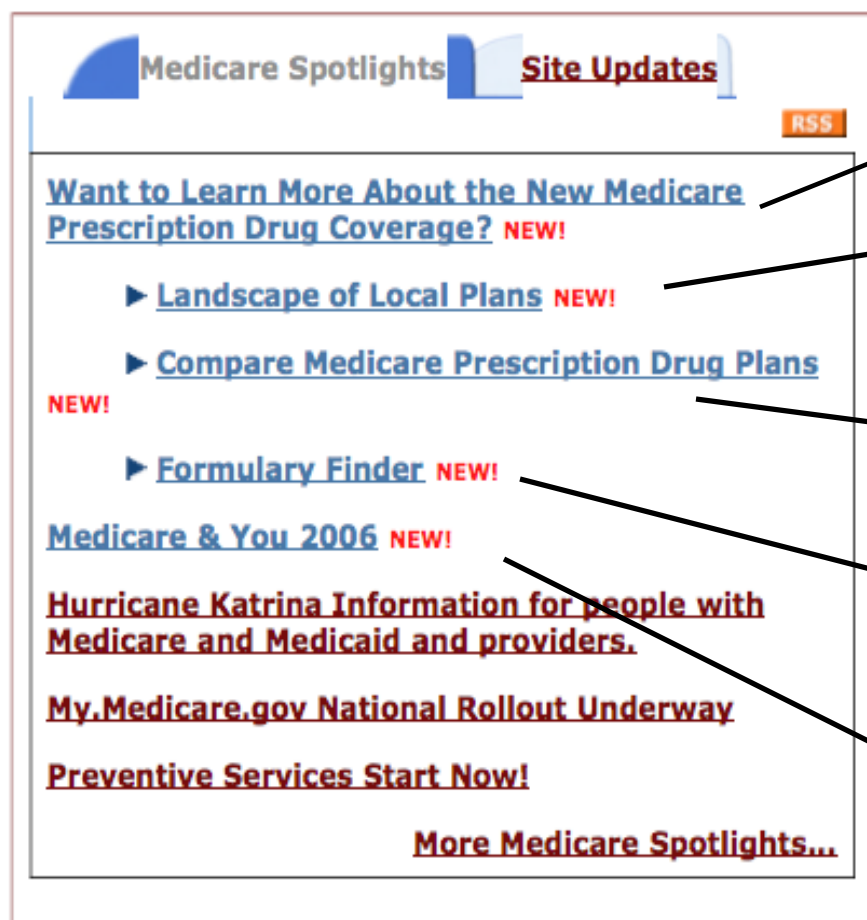 Medicare Spotlights Site Updates
RSS
Want to Learn More About the New Medicare
Prescription Drug Coverage? NEW!
Landscape of Local Plans NEW!
Compare Medicare Prescription Drug Plans
NEW!
Formulary Finder NEW!
Medicare & You 2006 NEW!
Hurricane Katrina Information for people with
Medicare and Medicaid and providers.
My.Medicare.gov National Rollout Underway
Preventive Services Start Now!
More Medicare Spotlights...